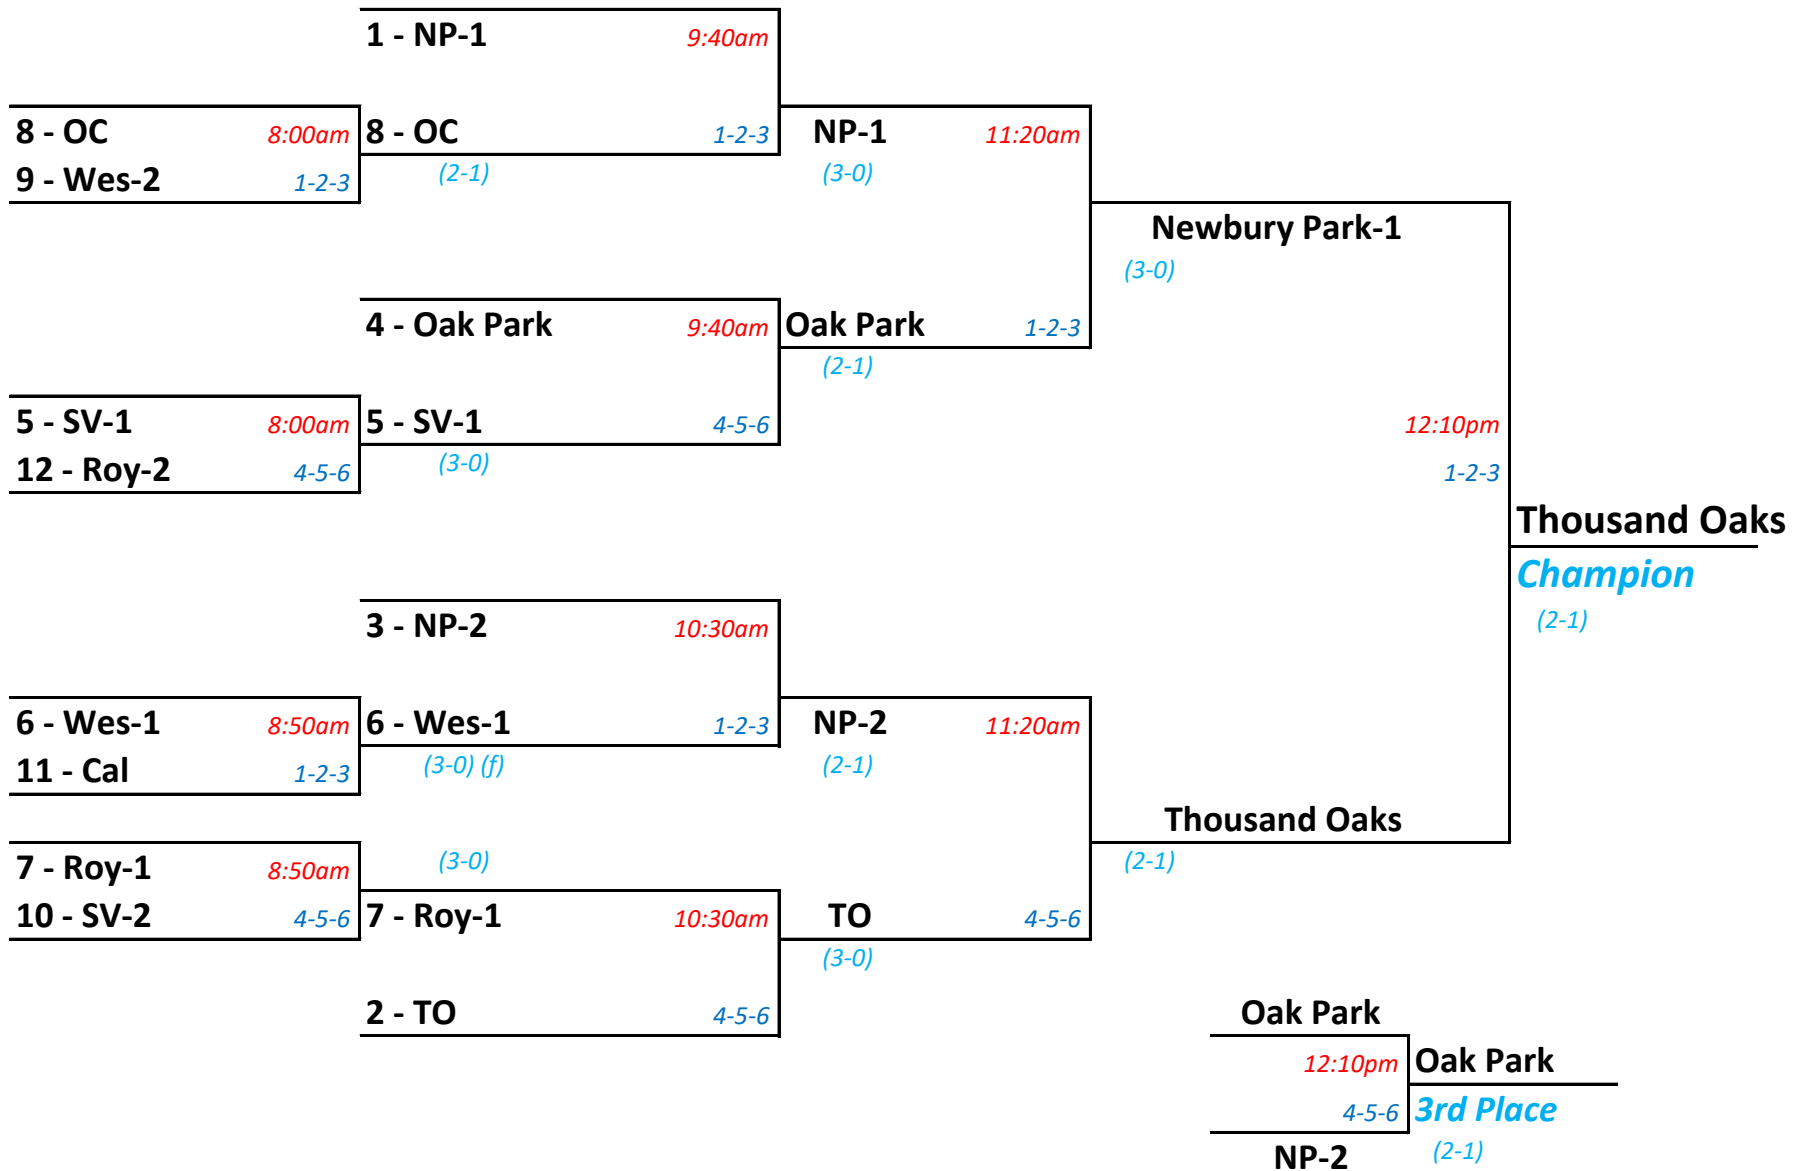 1 - NP-1 9:40am
8 - OC 8:00am 8 - OC 1-2-3 NP-1 11:20am
9 - Wes-2 1-2-3 (2-1) (3-0)
Newbury Park-1
(3-0)
4 - Oak Park 9:40am Oak Park 1-2-3
(2-1)
5 - SV-1 8:00am 5 - SV-1 4-5-6 12:10pm
12 - Roy-2 4-5-6 (3-0) 1-2-3
Thousand Oaks
Champion
3 - NP-2 10:30am (2-1)
6 - Wes-1 8:50am 6 - Wes-1 1-2-3 NP-2 11:20am
11 - Cal 1-2-3 (3-0) (f) (2-1)
Thousand Oaks
7 - Roy-1 8:50am (3-0) (2-1)
10 - SV-2 4-5-6 7 - Roy-1 10:30am TO 4-5-6
(3-0)
2 - TO 4-5-6 Oak Park
12:10pm Oak Park
4-5-6 3rd Place
NP-2 (2-1)